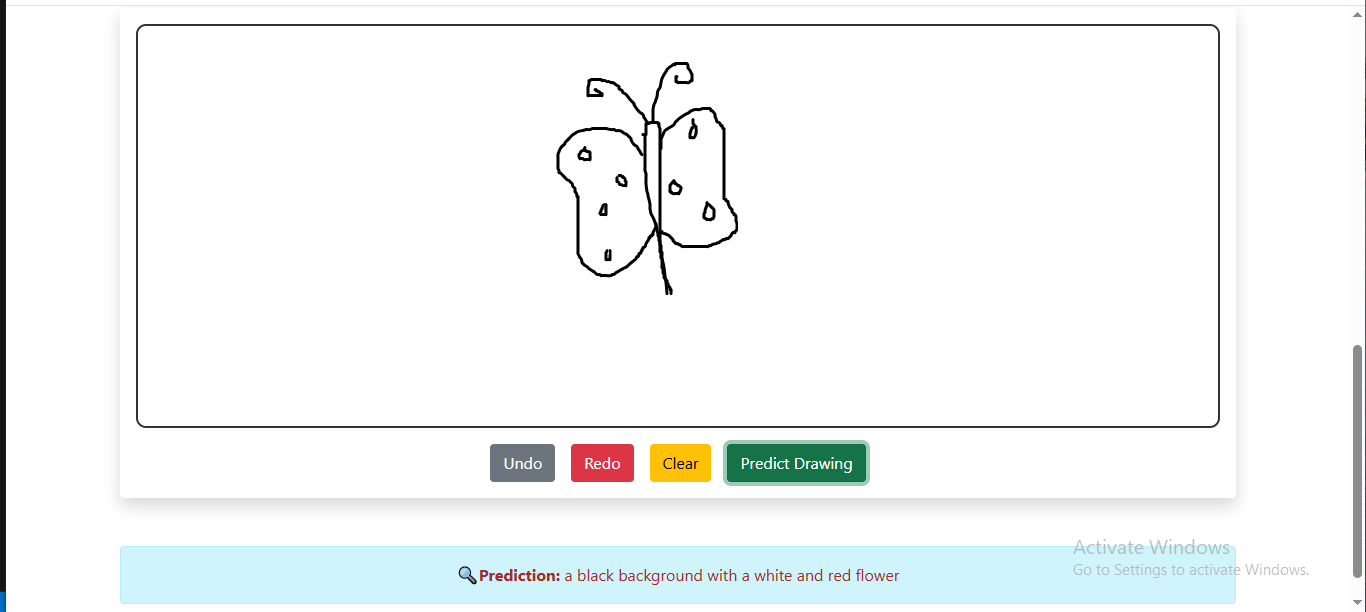 Undo Redo Clear Predict Drawing
Activate Windows
Go to Settings to activate Windows.
🔍Prediction: a black background with a white and red flower